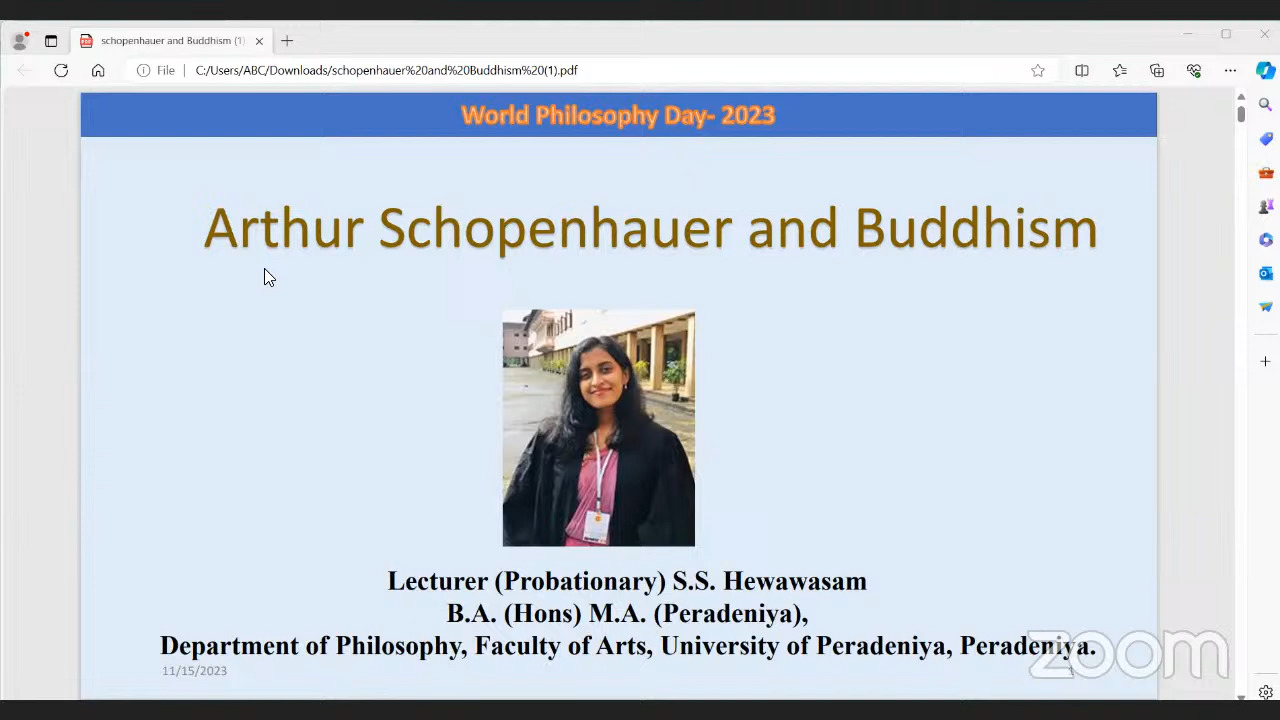 schopenhauer and Buddhism (1)
File
C:/Users/ABC/Downloads/schopenhauer%20and%20Buddhism%20(1).pdf
World Philosophy Day- 2023
Arthur Schopenhauer and Buddhism
Lecturer (Probationary) S.S. Hewawasam
B.A. (Hons) M.A. (Peradeniya),
Department of Philosophy, Faculty of Arts, University of Peradeniya, Peradeniya.
11/15/2023
1
zoom